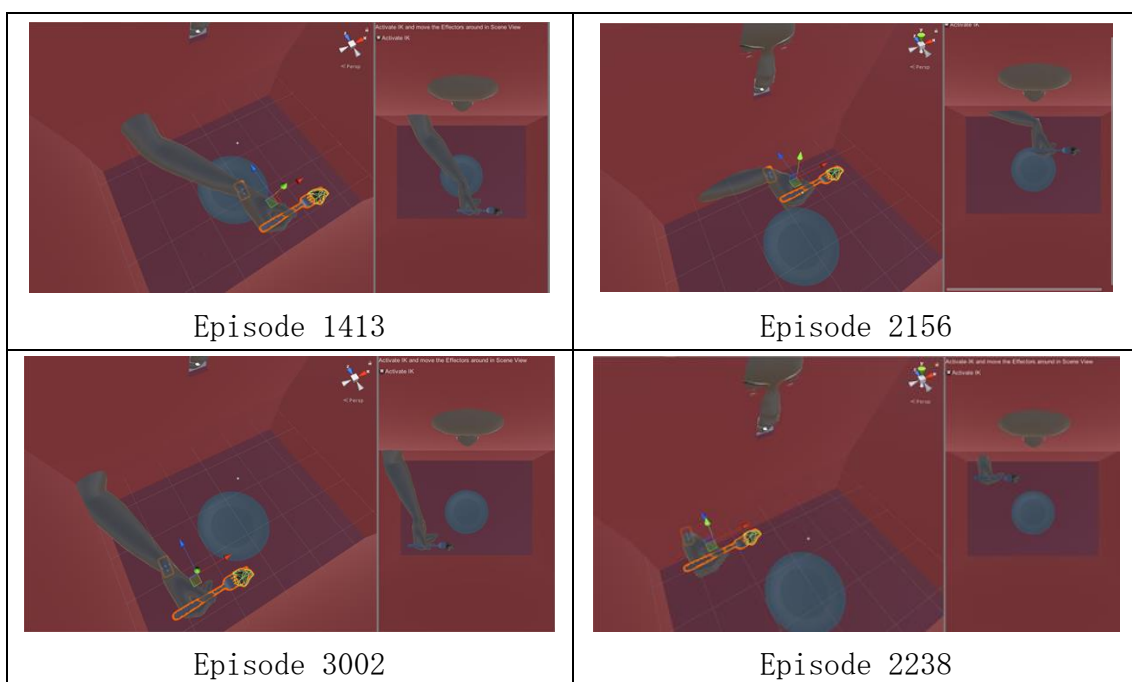 Activate IK and move the Effectors around in Scene View
Activate IK
< Persp
Episode 1413
Activate IK
< Persp
Episode 2156
Activate IK and move the Effectors around in Scene View
Activate IK
< Persp
Episode 3002
Activate IK and move the Effectors around in Scene View
Activate IK
< Persp
Episode 2238